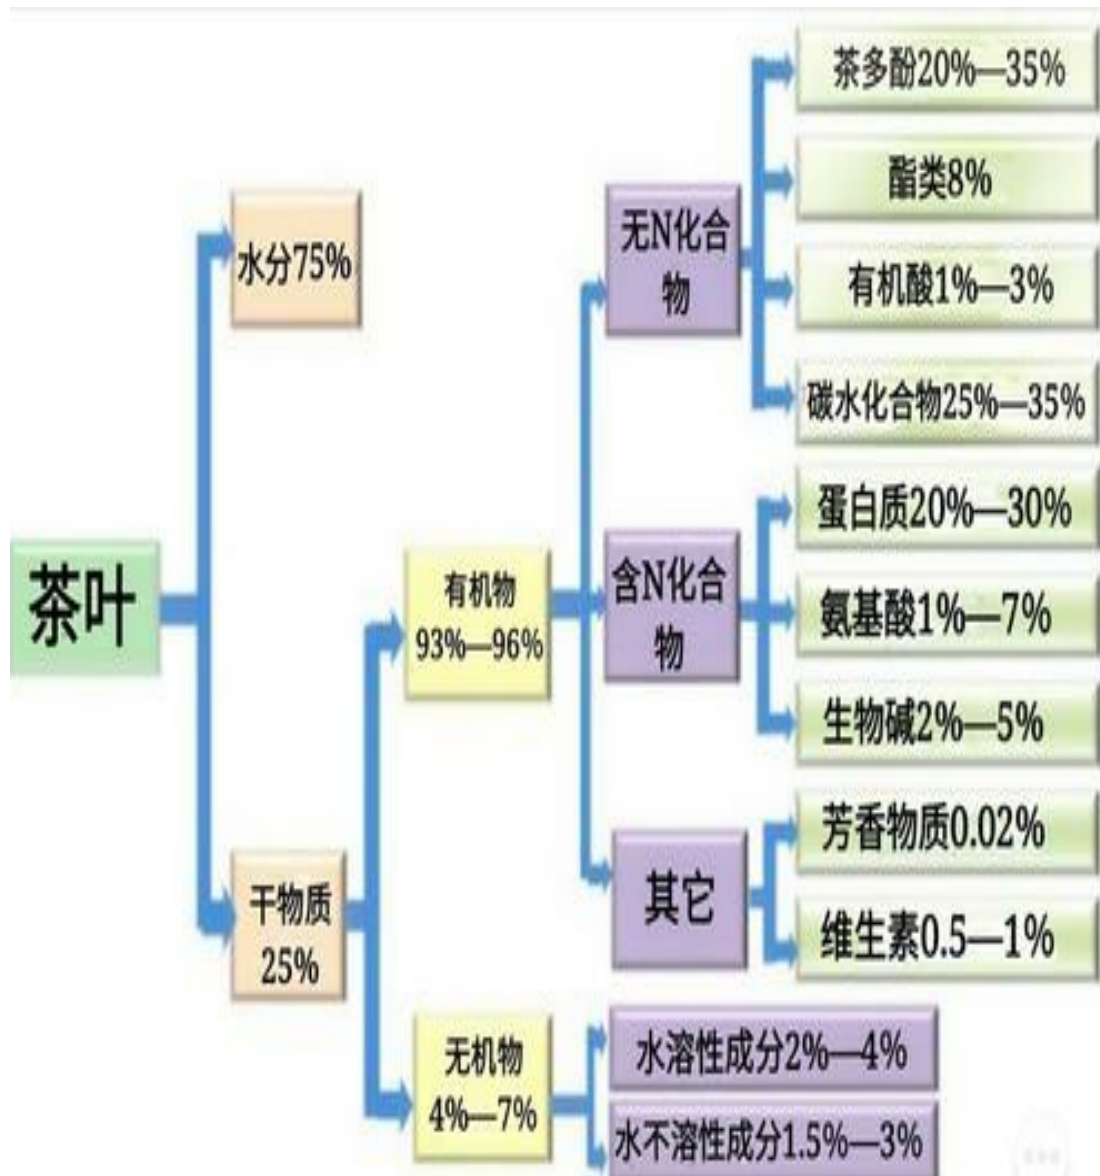 茶叶
水分75%
干物质
25%
有机物
93%—96%
无机物
4%—7%
无N化合
物
含N化合
物
其它
水溶性成分2%—4%
水不溶性成分1.5%—3%
茶多酚20%—35%
酯类8%
有机酸1%—3%
碳水化合物25%—35%
蛋白质20%—30%
氨基酸1%—7%
生物碱2%—5%
芳香物质0.02%
维生素0.5—1%